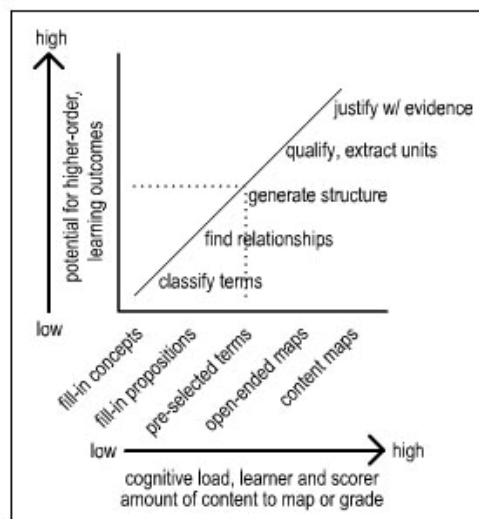 high
potential for higher-order,
learning outcomes
low
justify w/ evidence
qualify, extract units
generate structure
find relationships
classify terms
fill-in concepts
fill-in propositions
pre-selected terms
open-ended maps
content maps
low
high
cognitive load, learner and scorer
amount of content to map or grade